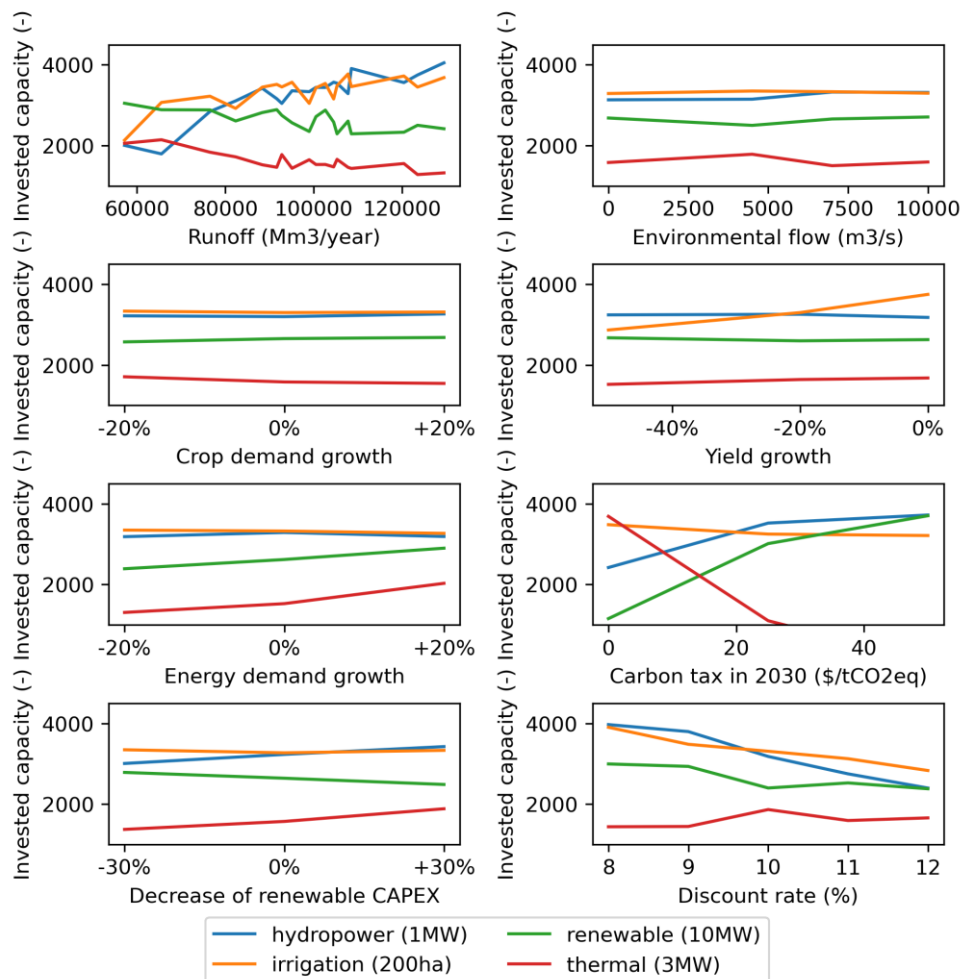 Invested capacity (-)
4000
2000
60000 80000 100000 120000
Runoff (Mm3/year)
Invested capacity (-)
4000
2000
0 2500 5000 7500 10000
Environmental flow (m3/s)
Invested capacity (-)
4000
2000
-20% 0% +20%
Crop demand growth
Invested capacity (-)
4000
2000
-40% -20% 0%
Yield growth
Invested capacity (-)
4000
2000
-20% 0% +20%
Energy demand growth
Invested capacity (-)
4000
2000
0 20 40
Carbon tax in 2030 ($/tCO2eq)
Invested capacity (-)
4000
2000
-30% 0% +30%
Decrease of renewable CAPEX
Invested capacity (-)
4000
2000
8 9 10 11 12
Discount rate (%)
hydropower (1MW)
irrigation (200ha)
renewable (10MW)
thermal (3MW)